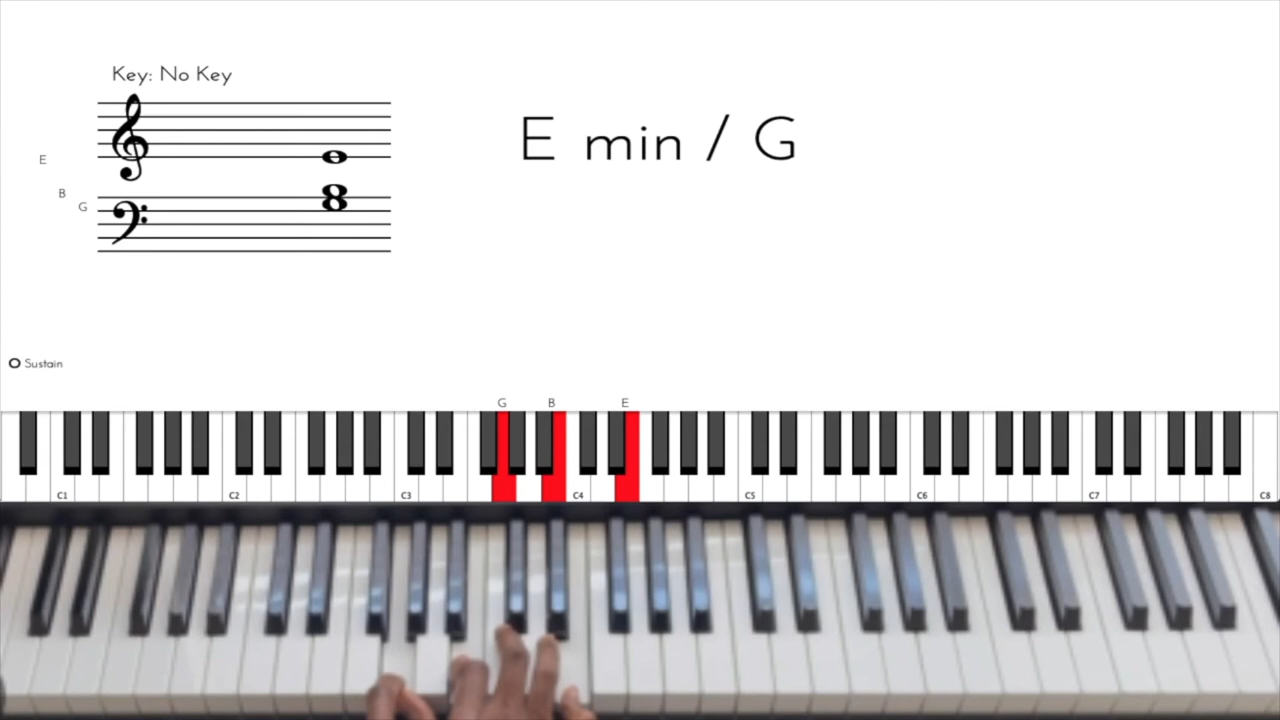 Key: No Key
E min / G
E
B
G
Sustain
G B E
C1 C2 C3 C4 C5 C6 C7 C8